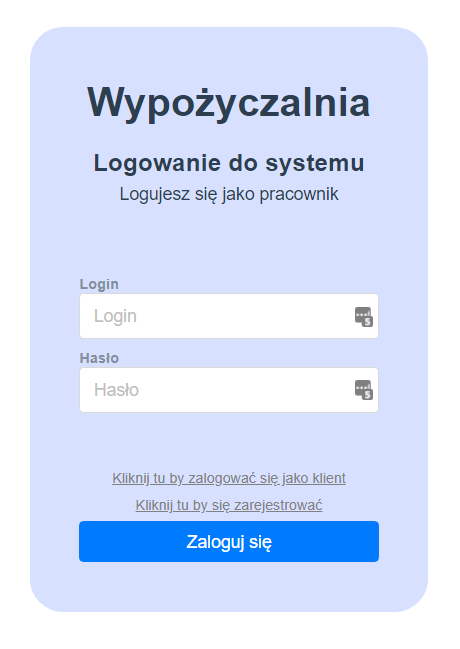 Wypożyczalnia
Logowanie do systemu
Logujesz się jako pracownik
Login
Login
Hasło
Hasło
Kliknij tu by zalogować się jako klient
Kliknij tu by się zarejestrować
Zaloguj się